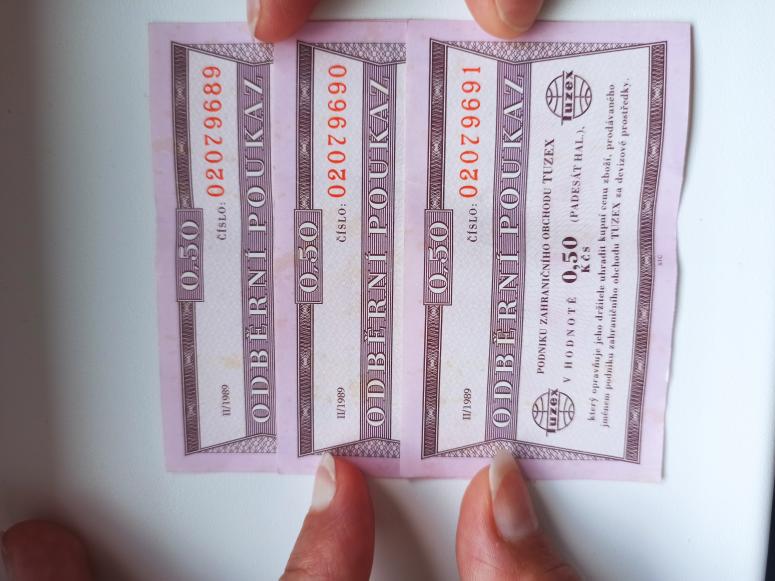 0,50
ČÍSLO: 02079689
II/1989
ODBĚRNÍ POUKAZ
0,50
ČÍSLO: 02079690
II/1989
ODBĚRNÍ POUKAZ
0,50
ČÍSLO: 02079691
II/1989
ODBĚRNÍ POUKAZ
PODNIKU ZAHRANIČNÍHO OBCHODU TUZEX
Tuzex V HODNOTĚ 0,50 (PADESÁT HAL.), Tuzex
Kčs
který opravňuje jeho držitele uhradit kupní cenu zboží, prodávaného
jménem podniku zahraničního obchodu TUZEX za devizové prostředky.
STC